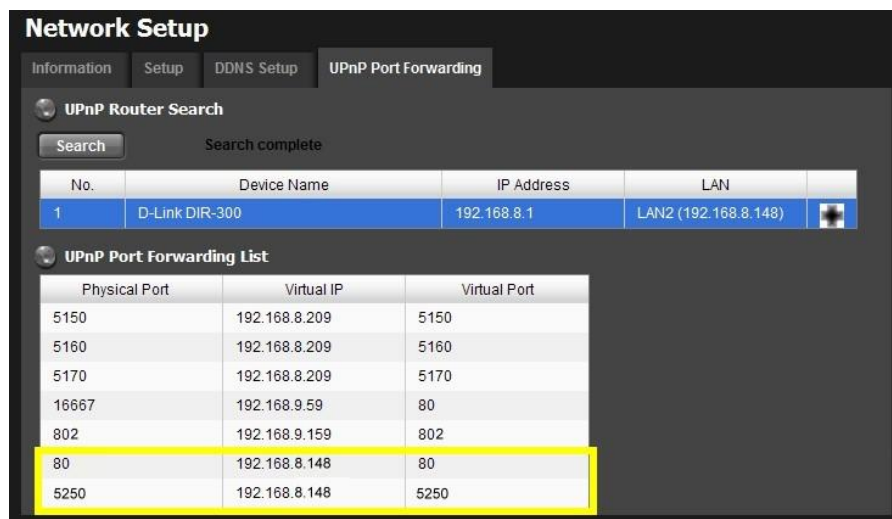 Network Setup
Information Setup DDNS Setup UPnP Port Forwarding
UPnP Router Search
Search Search complete
No. Device Name IP Address LAN
1 D-Link DIR-300 192.168.8.1 LAN2 (192.168.8.148)
UPnP Port Forwarding List
Physical Port Virtual IP Virtual Port
5150 192.168.8.209 5150
5160 192.168.8.209 5160
5170 192.168.8.209 5170
16667 192.168.9.59 80
802 192.168.9.159 802
80 192.168.8.148 80
5250 192.168.8.148 5250